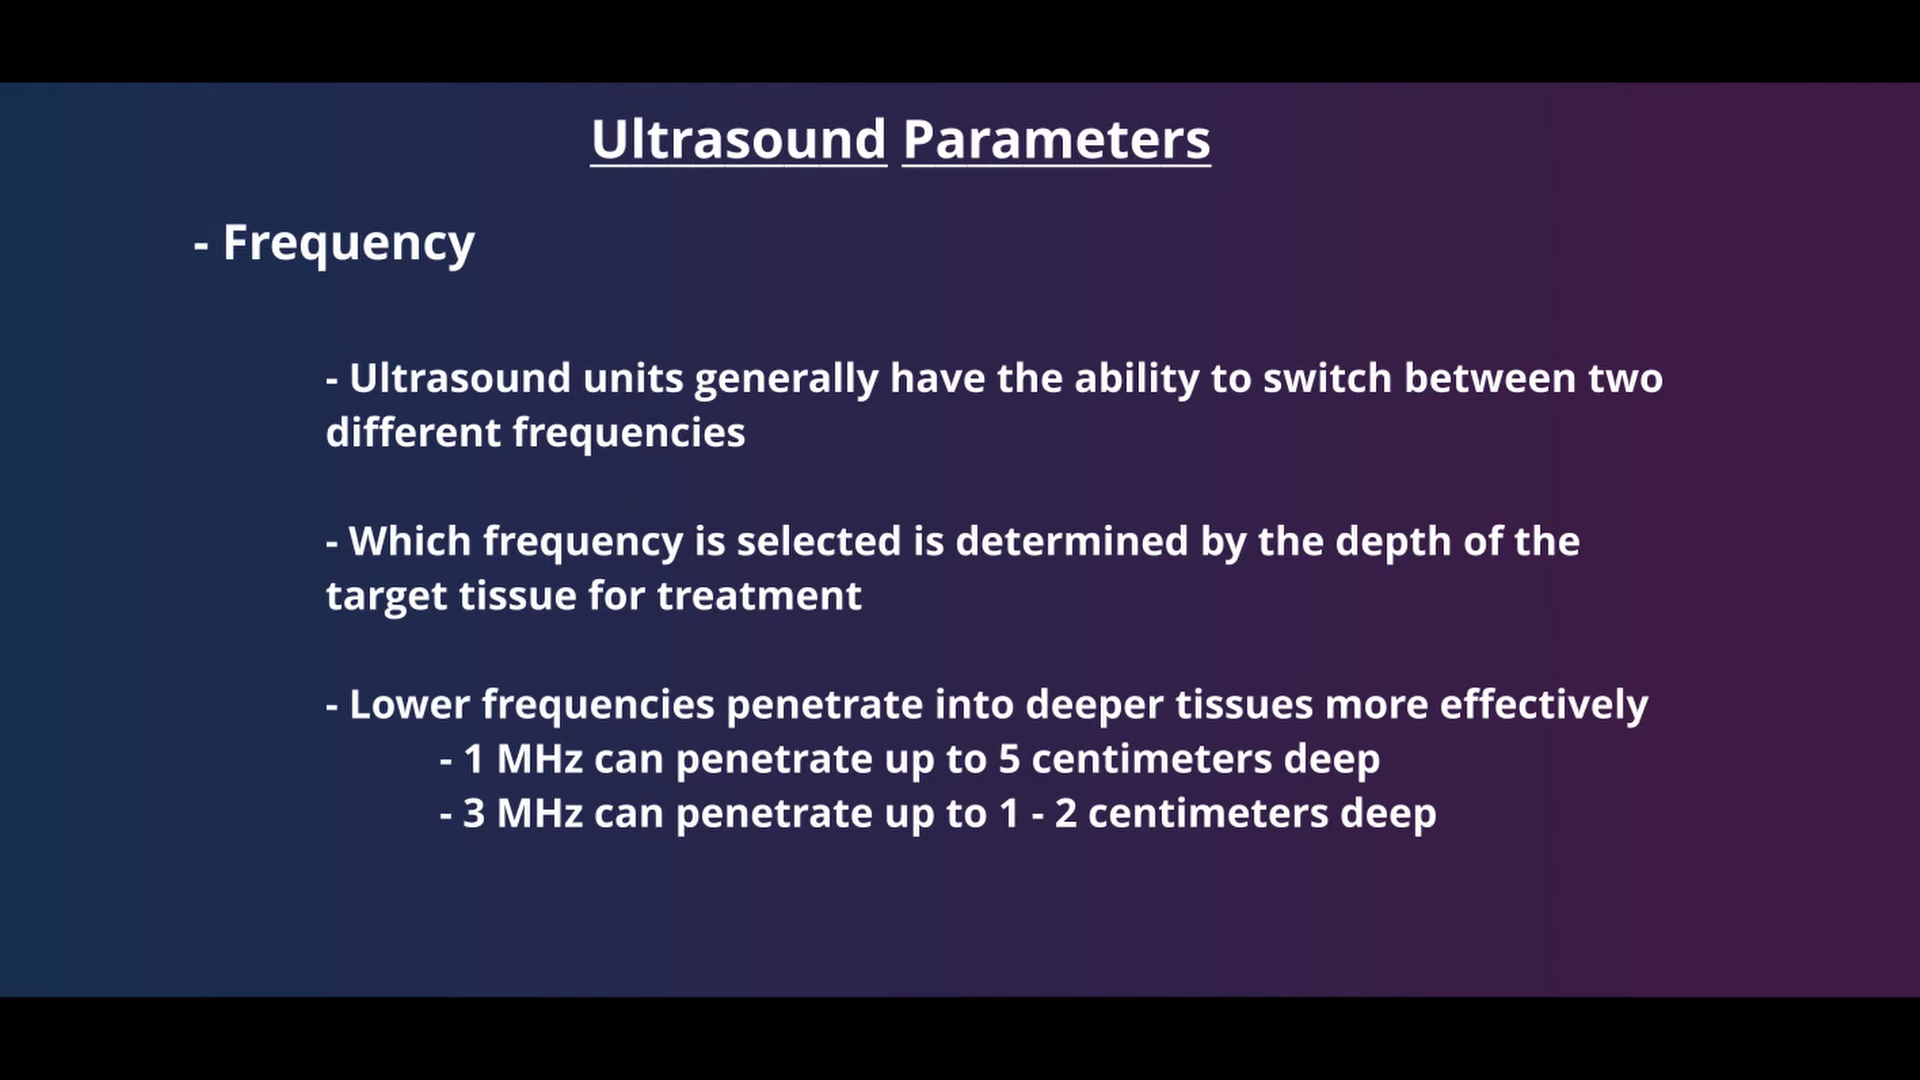 Ultrasound Parameters
- Frequency
- Ultrasound units generally have the ability to switch between two
different frequencies
- Which frequency is selected is determined by the depth of the
target tissue for treatment
- Lower frequencies penetrate into deeper tissues more effectively
- 1 MHz can penetrate up to 5 centimeters deep
- 3 MHz can penetrate up to 1 - 2 centimeters deep